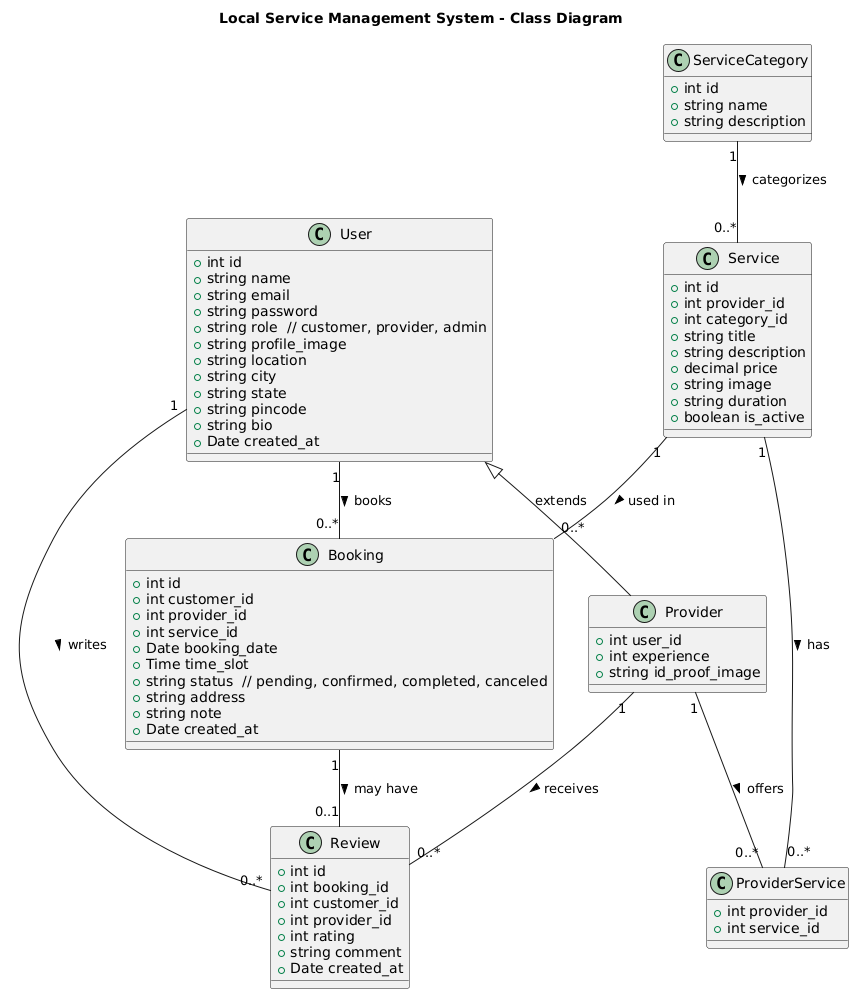 Local Service Management System - Class Diagram
C ServiceCategory
int id
string name
string description
1
categorizes
0..*
C User
int id
string name
string email
string password
string role // customer, provider, admin
string profile_image
string location
string city
string state
string pincode
string bio
Date created_at
C Service
int id
int provider_id
int category_id
string title
string description
decimal price
string image
string duration
boolean is_active
1
1
books
0..*
extends
1
used in
0..*
1
has
0..*
C Booking
int id
int customer_id
int provider_id
int service_id
Date booking_date
Time time_slot
string status // pending, confirmed, completed, canceled
string address
string note
Date created_at
C Provider
int user_id
int experience
string id_proof_image
writes
0..*
1
may have
0..1
1
receives
0..*
1
offers
0..*
C Review
int id
int booking_id
int customer_id
int provider_id
int rating
string comment
Date created_at
C ProviderService
int provider_id
int service_id